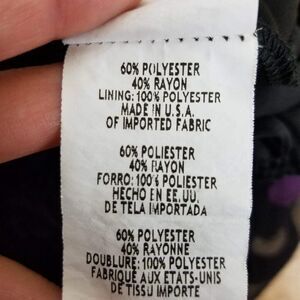 60% POLYESTER
40% RAYON
LINING: 100% POLYESTER
MADE IN U.S.A.
OF IMPORTED FABRIC
60% POLIESTER
40% RAYON
FORRO: 100% POLIESTER
HECHO EN EE.UU.
DE TELA IMPORTADA
60% POLYESTER
40% RAYONNE
DOUBLURE: 100% POLYESTER
FABRIQUÉ AUX ÉTATS-UNIS
DE TISSU IMPORTE